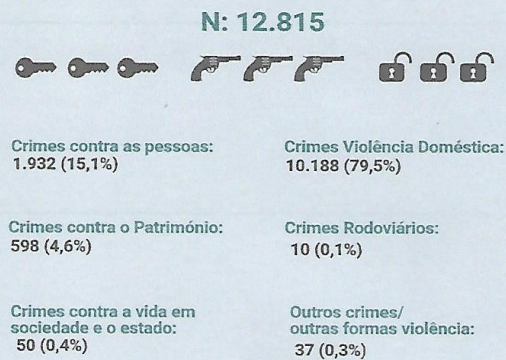 N: 12.815
Crimes contra as pessoas:
1.932 (15,1%)
Crimes Violência Doméstica:
10.188 (79,5%)
Crimes contra o Património:
598 (4,6%)
Crimes Rodoviários:
10 (0,1%)
Crimes contra a vida em
sociedade e o estado:
50 (0,4%)
Outros crimes/
outras formas violência:
37 (0,3%)